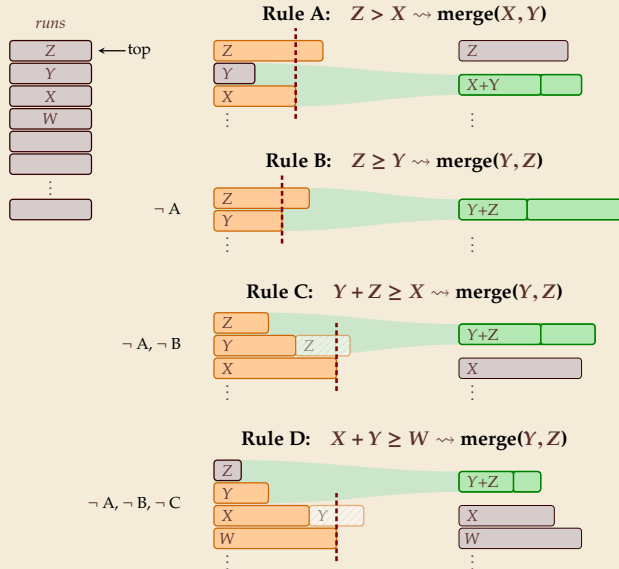 runs
Z
Y
X
W
⋮
top
Rule A: Z > X ⇝ merge(X, Y)
Z
Y
X
⋮
Z
X+Y
⋮
Rule B: Z ≥ Y ⇝ merge(Y, Z)
¬ A
Z
Y
⋮
Y+Z
⋮
Rule C: Y + Z ≥ X ⇝ merge(Y, Z)
¬ A, ¬ B
Z
Y Z
X
⋮
Y+Z
X
⋮
Rule D: X + Y ≥ W ⇝ merge(Y, Z)
¬ A, ¬ B, ¬ C
Z
Y
X Y
W
⋮
Y+Z
X
W
⋮